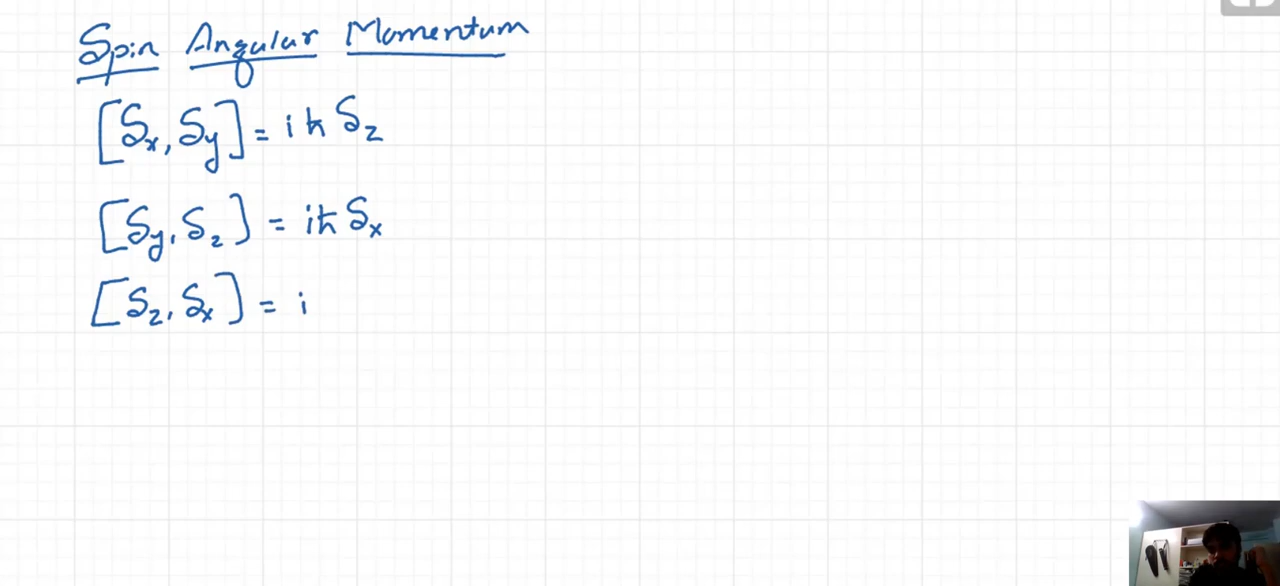 Spin Angular Momentum
[Sx, Sy] = iħ Sz
[Sy, Sz] = iħ Sx
[Sz, Sx] = i